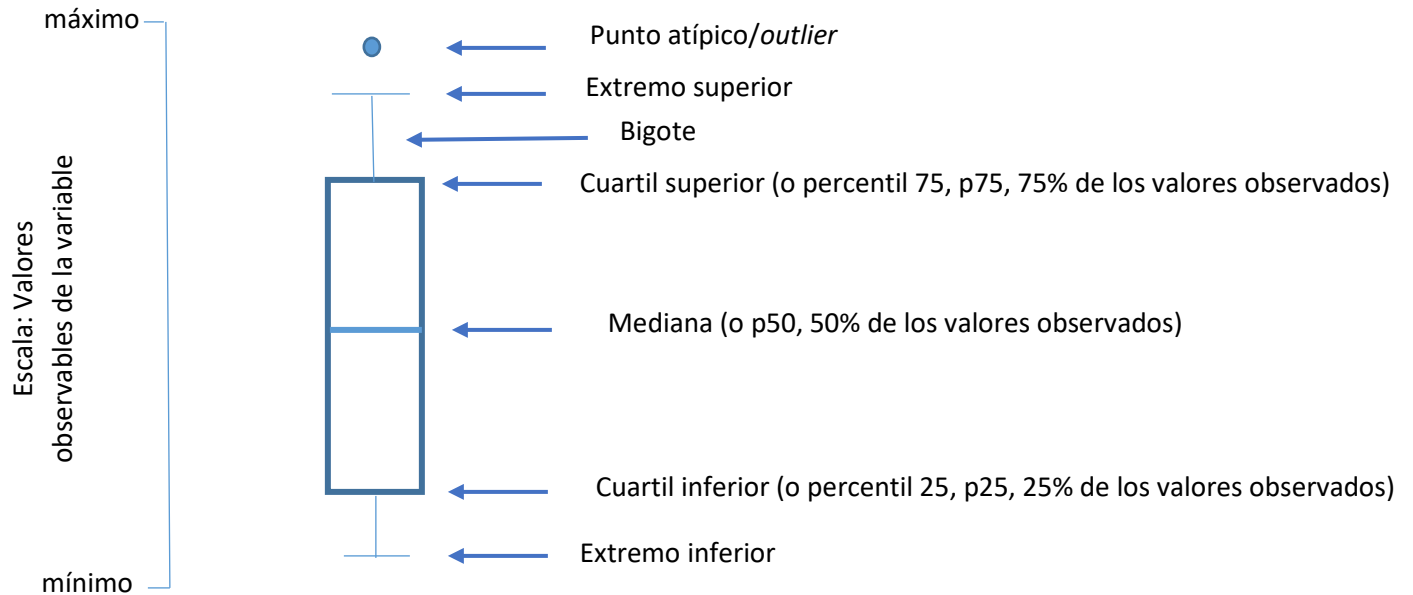 máximo
Punto atípico/outlier
Extremo superior
Bigote
Cuartil superior (o percentil 75, p75, 75% de los valores observados)
Escala: Valores
observables de la variable
Mediana (o p50, 50% de los valores observados)
Cuartil inferior (o percentil 25, p25, 25% de los valores observados)
Extremo inferior
mínimo